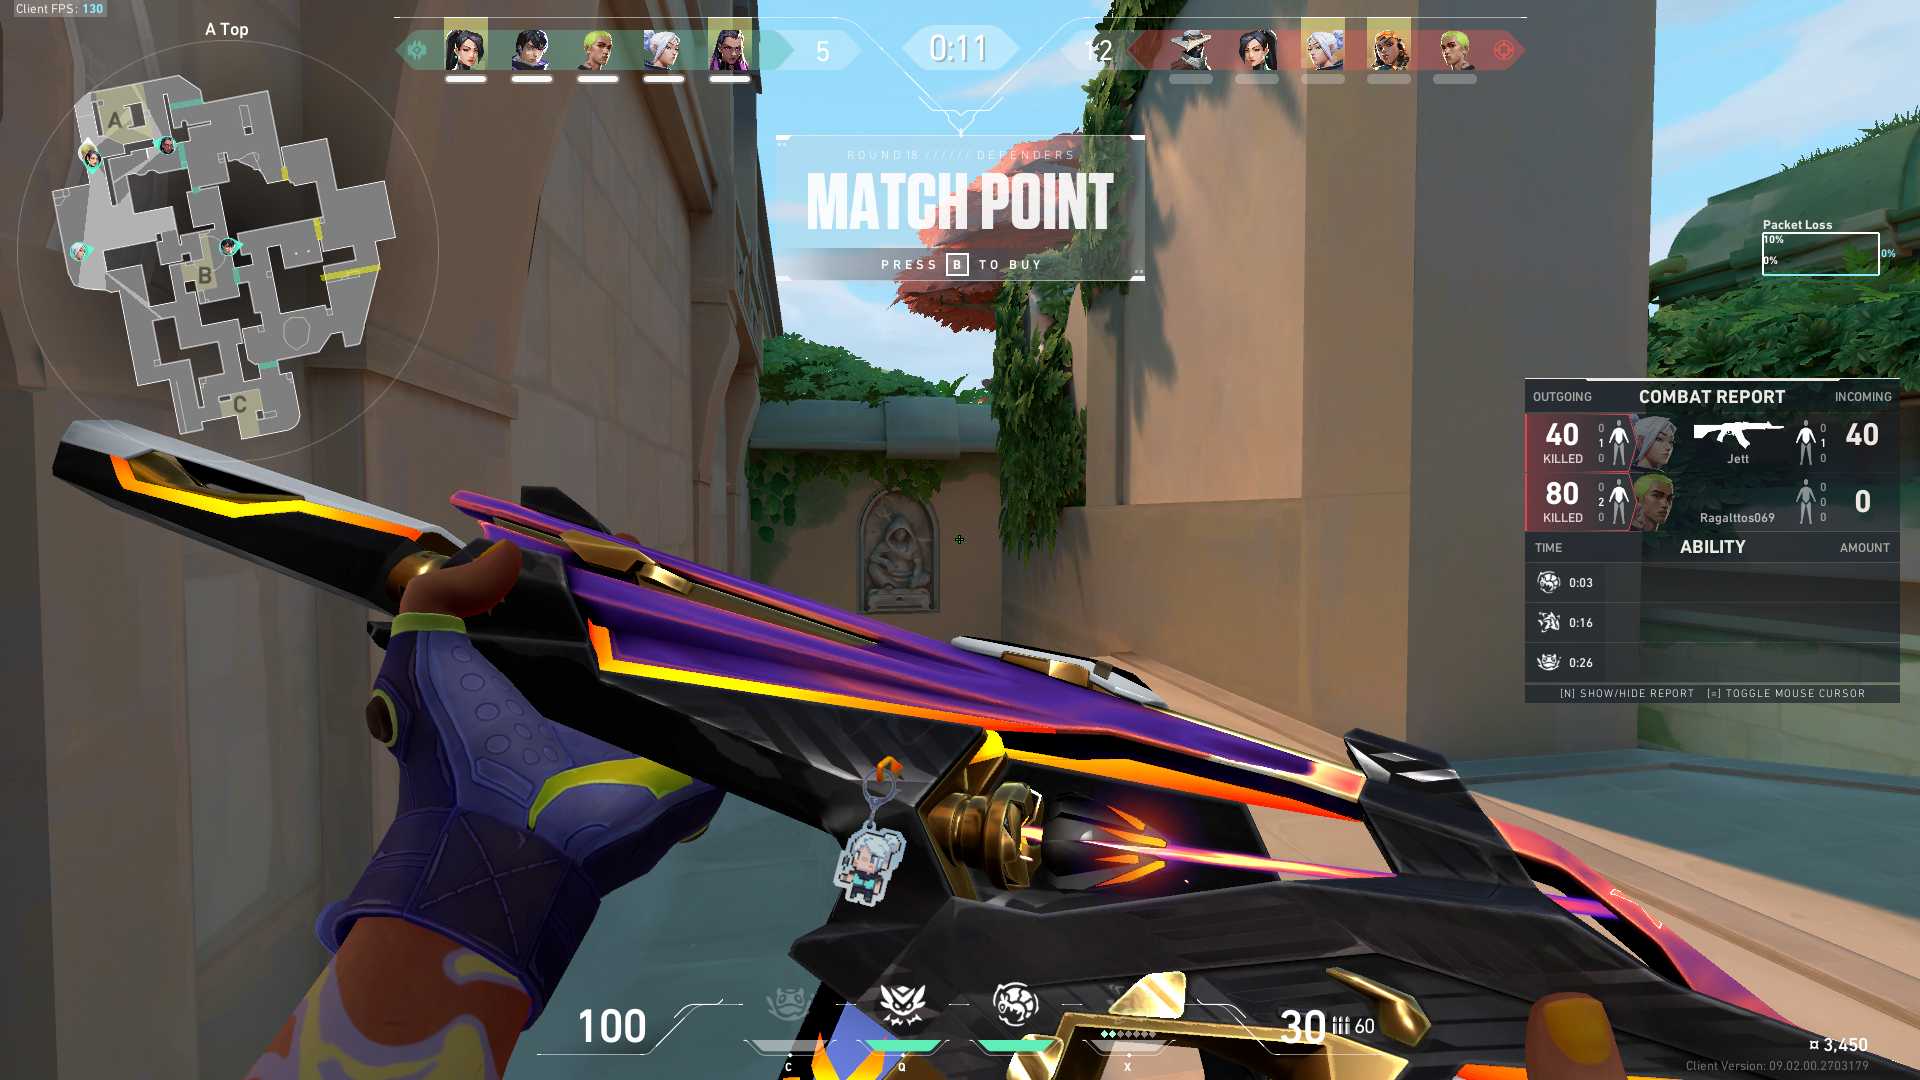 Client FPS: 130
A Top
5
0:11
12
A
B
C
ROUND 18 ////// DEFENDERS
MATCH POINT
PRESS B TO BUY
Packet Loss
10%
0%
0%
OUTGOING COMBAT REPORT INCOMING
40 0 1 0 0 1 0 40
KILLED Jett
80 0 2 0 0 0 0 0
KILLED Ragalttos069
TIME ABILITY AMOUNT
0:03
0:16
0:26
[N] SHOW/HIDE REPORT [=] TOGGLE MOUSE CURSOR
100
30 60
C Q X
¤ 3,450
Client Version: 09.02.00.2703179